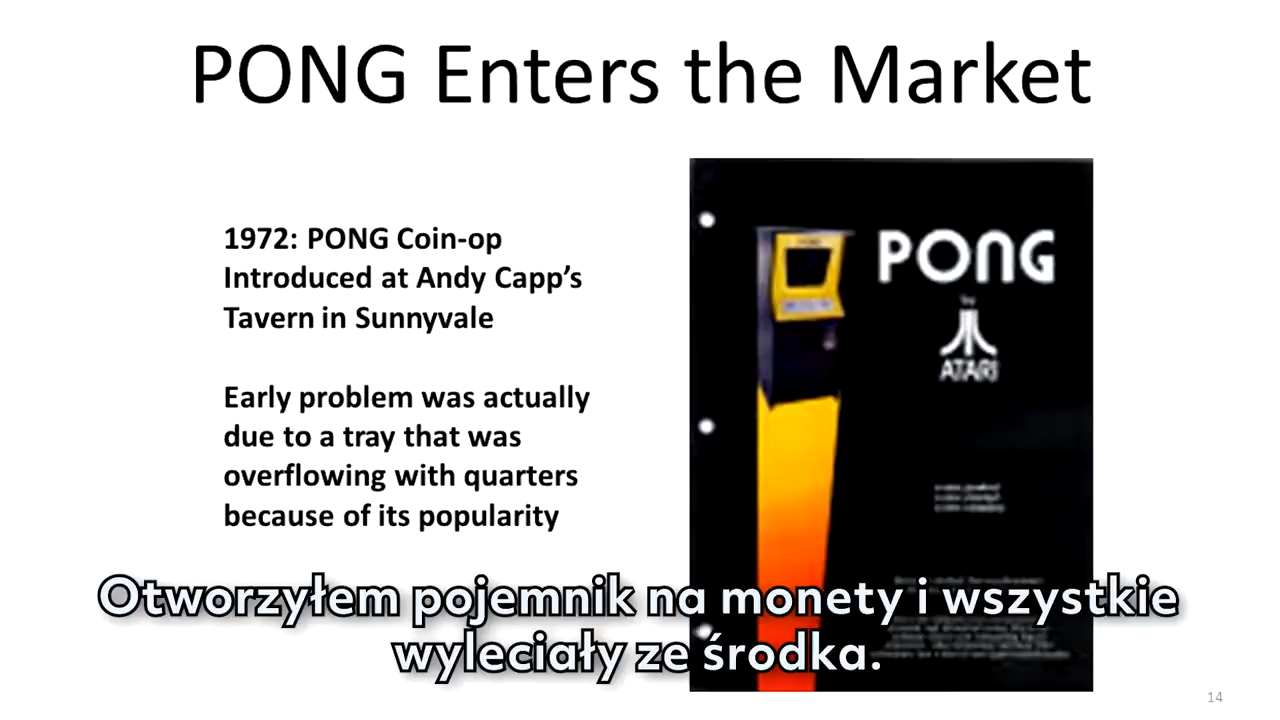 PONG Enters the Market
1972: PONG Coin-op
Introduced at Andy Capp’s
Tavern in Sunnyvale
Early problem was actually
due to a tray that was
overflowing with quarters
because of its popularity
PONG
by
ATARI
Otworzyłem pojemnik na monety i wszystkie
wyleciały ze środka.
14